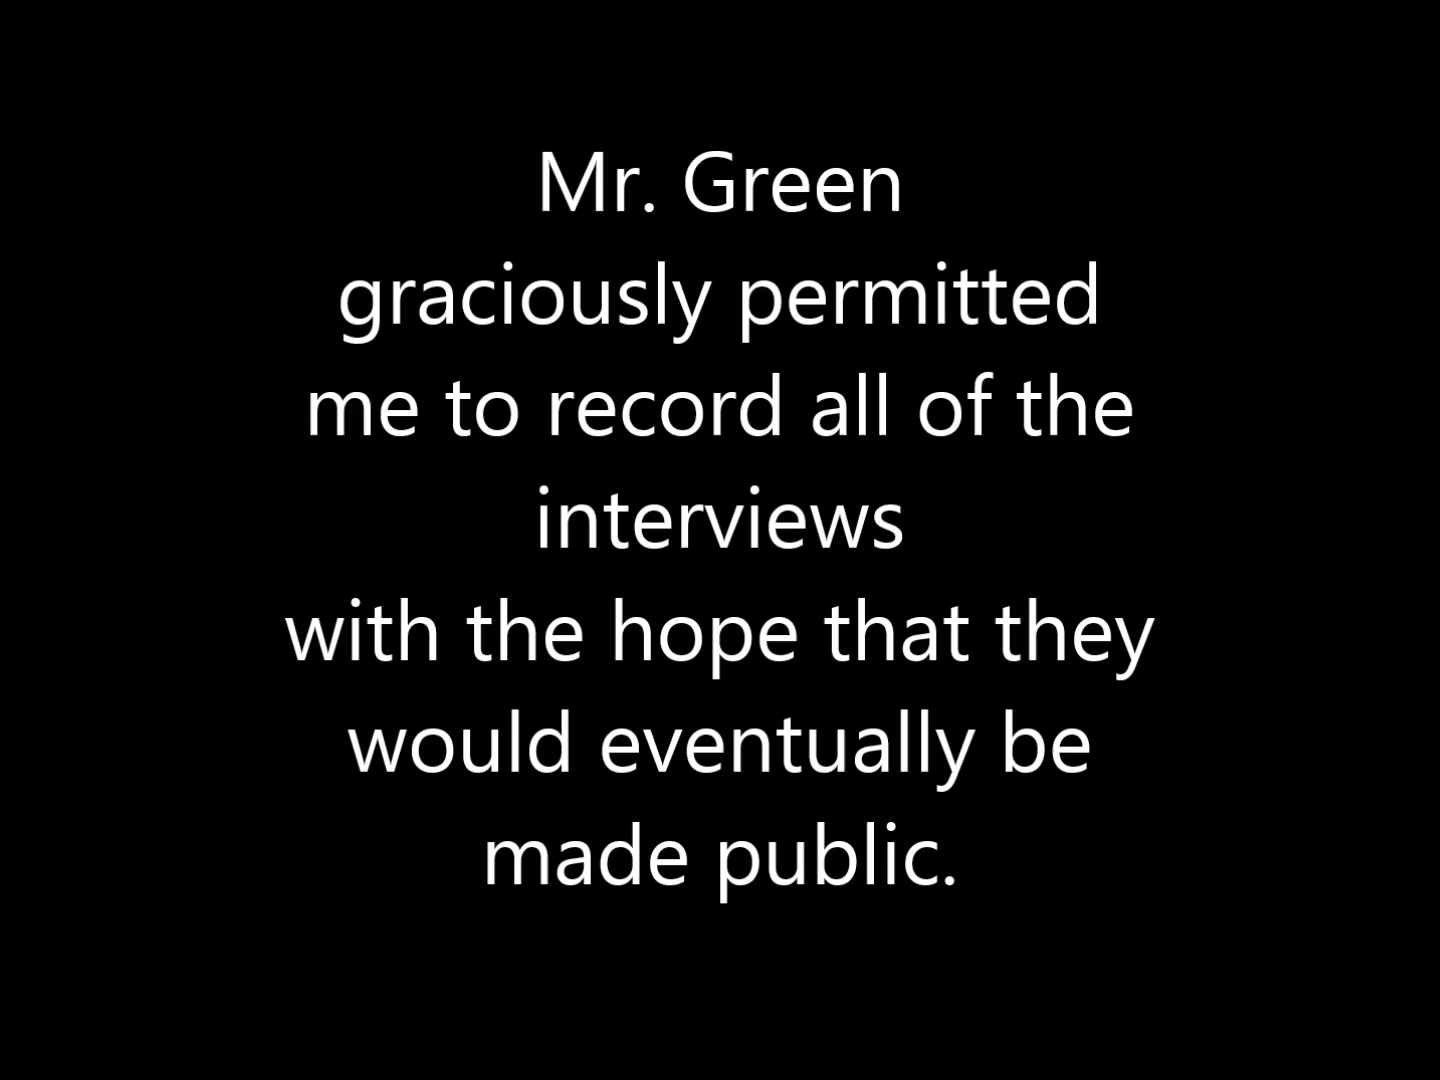 Mr. Green
graciously permitted
me to record all of the
interviews
with the hope that they
would eventually be
made public.